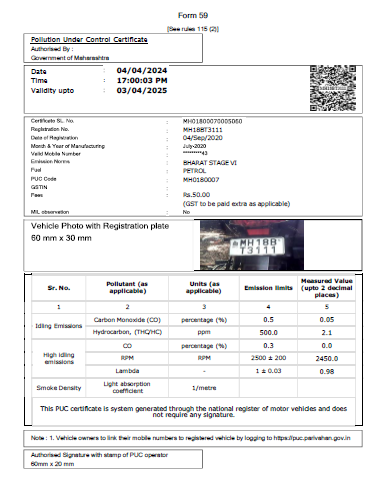 Form 59
[See rules 115 (2)]
Pollution Under Control Certificate
Authorised By :
Government of Maharashtra
Date : 04/04/2024
Time : 17:00:03 PM
Validity upto : 03/04/2025
Certificate SL. No. : MH01800070005060
Registration No. : MH18BT3111
Date of Registration : 04/Sep/2020
Month & Year of Manufacturing : July-2020
Valid Mobile Number : ********43
Emission Norms : BHARAT STAGE VI
Fuel : PETROL
PUC Code : MH0180007
GSTIN :
Fees : Rs.50.00
(GST to be paid extra as applicable)
MIL observation : No
Vehicle Photo with Registration plate
60 mm x 30 mm
MH18B
T3111
Sr. No. Pollutant (as applicable) Units (as applicable) Emission limits Measured Value (upto 2 decimal places)
1 2 3 4 5
Idling Emissions Carbon Monoxide (CO) percentage (%) 0.5 0.05
Hydrocarbon, (THC/HC) ppm 500.0 2.1
High idling emissions CO percentage (%) 0.3 0.0
RPM RPM 2500 ± 200 2450.0
Lambda - 1 ± 0.03 0.98
Smoke Density Light absorption coefficient 1/metre
This PUC certificate is system generated through the national register of motor vehicles and does
not require any signature.
Note : 1. Vehicle owners to link their mobile numbers to registered vehicle by logging to https://puc.parivahan.gov.in
Authorised Signature with stamp of PUC operator
60mm x 20 mm